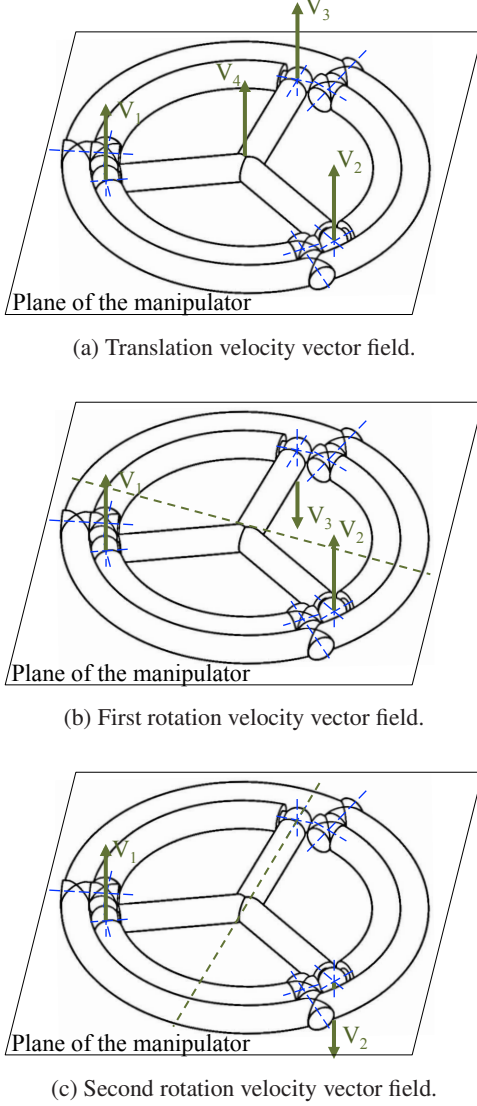 V3
V4
V1
V2
Plane of the manipulator
(a) Translation velocity vector field.
V1
V3
V2
Plane of the manipulator
(b) First rotation velocity vector field.
V1
Plane of the manipulator
V2
(c) Second rotation velocity vector field.